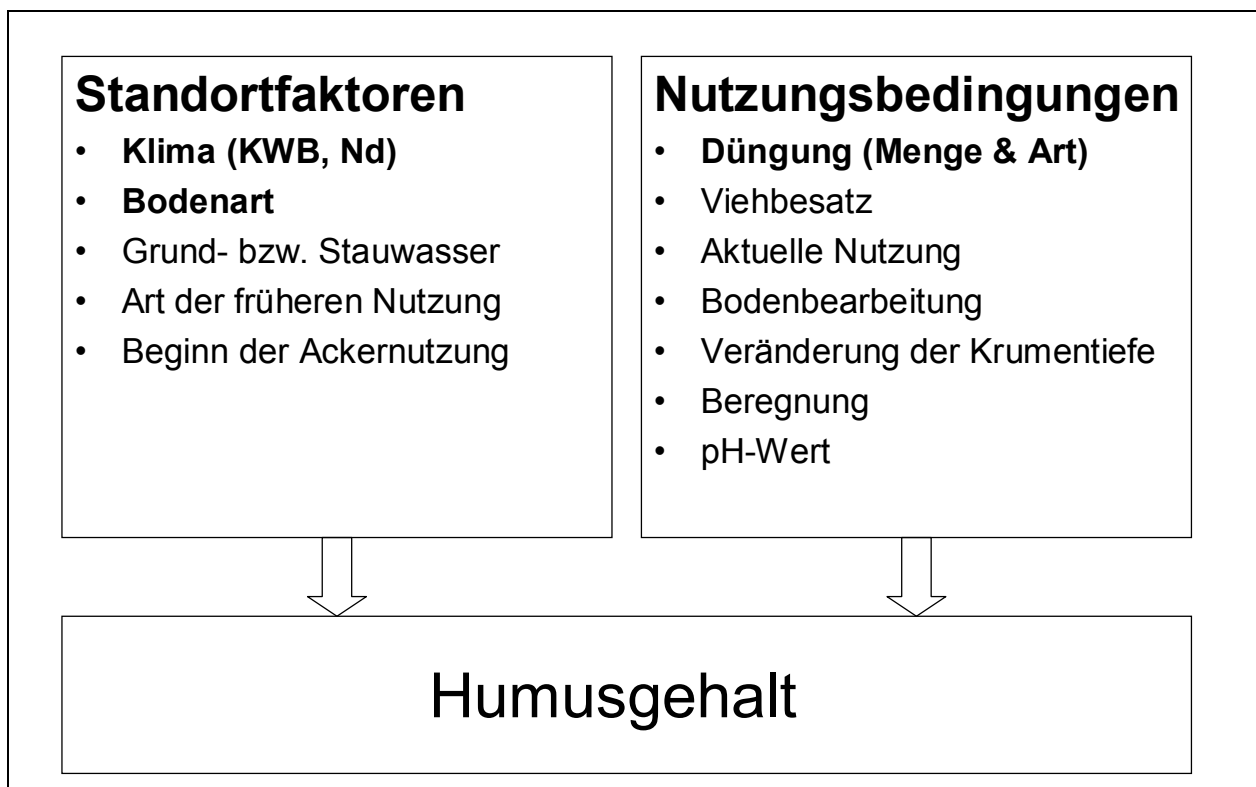 Standortfaktoren
• Klima (KWB, Nd)
• Bodenart
• Grund- bzw. Stauwasser
• Art der früheren Nutzung
• Beginn der Ackernutzung
Nutzungsbedingungen
• Düngung (Menge & Art)
• Viehbesatz
• Aktuelle Nutzung
• Bodenbearbeitung
• Veränderung der Krumentiefe
• Beregnung
• pH-Wert
Humusgehalt